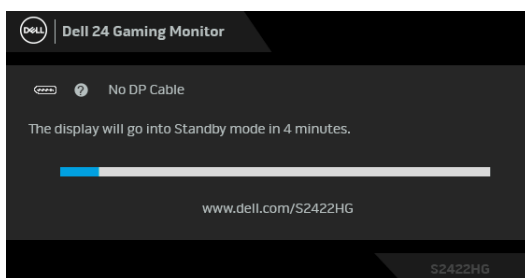 DELL
Dell 24 Gaming Monitor
? No DP Cable
The display will go into Standby mode in 4 minutes.
www.dell.com/S2422HG
S2422HG